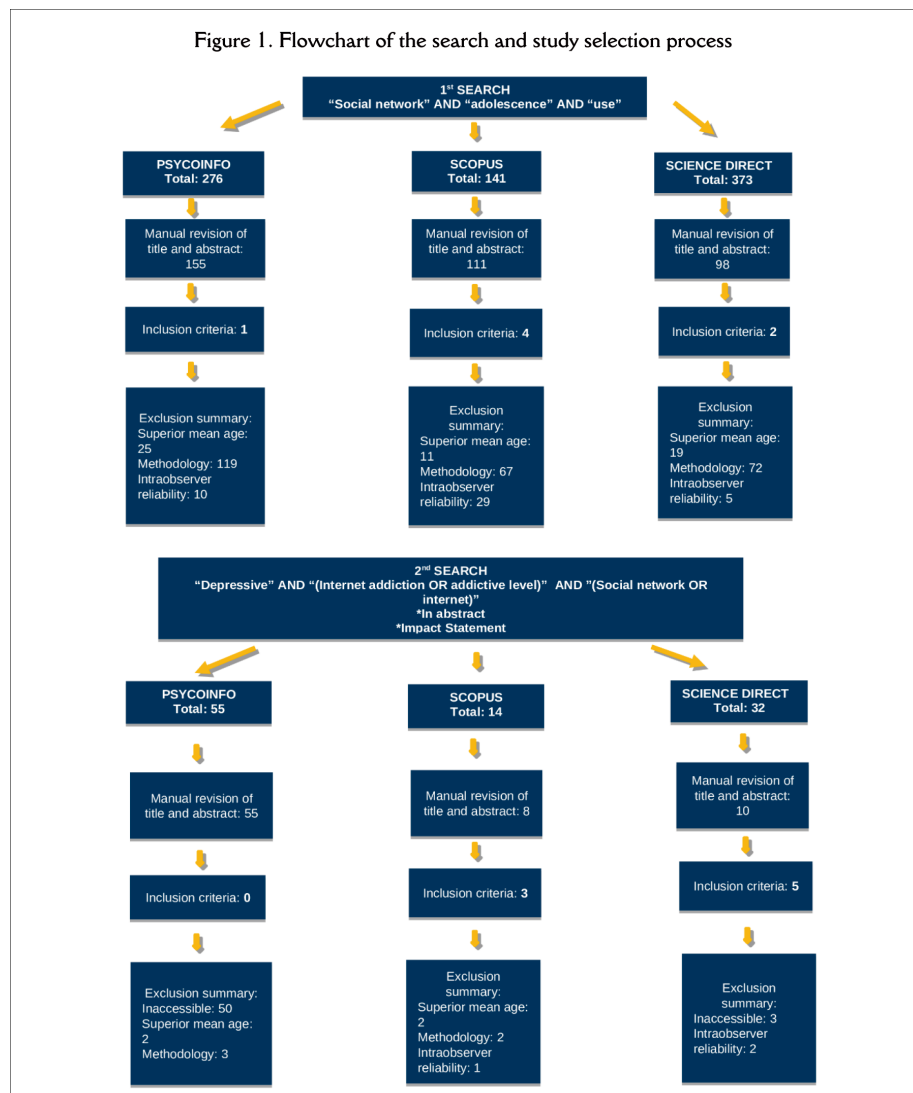 Figure 1. Flowchart of the search and study selection process
1st SEARCH
“Social network” AND “adolescence” AND “use”
PSYCOINFO
Total: 276
SCOPUS
Total: 141
SCIENCE DIRECT
Total: 373
Manual revision of
title and abstract:
155
Manual revision of
title and abstract:
111
Manual revision of
title and abstract:
98
Inclusion criteria: 1
Inclusion criteria: 4
Inclusion criteria: 2
Exclusion summary:
Superior mean age:
25
Methodology: 119
Intraobserver
reliability: 10
Exclusion
summary:
Superior mean age:
11
Methodology: 67
Intraobserver
reliability: 29
Exclusion
summary:
Superior mean age:
19
Methodology: 72
Intraobserver
reliability: 5
2nd SEARCH
“Depressive” AND “(Internet addiction OR addictive level)” AND ”(Social network OR
internet)”
*In abstract
*Impact Statement
PSYCOINFO
Total: 55
SCOPUS
Total: 14
SCIENCE DIRECT
Total: 32
Manual revision of
title and abstract: 55
Manual revision of
title and abstract: 8
Manual revision of
title and abstract:
10
Inclusion criteria: 0
Inclusion criteria: 3
Inclusion criteria: 5
Exclusion summary:
Inaccessible: 50
Superior mean age:
2
Methodology: 3
Exclusion
summary:
Superior mean age:
2
Methodology: 2
Intraobserver
reliability: 1
Exclusion
summary:
Inaccessible: 3
Intraobserver
reliability: 2